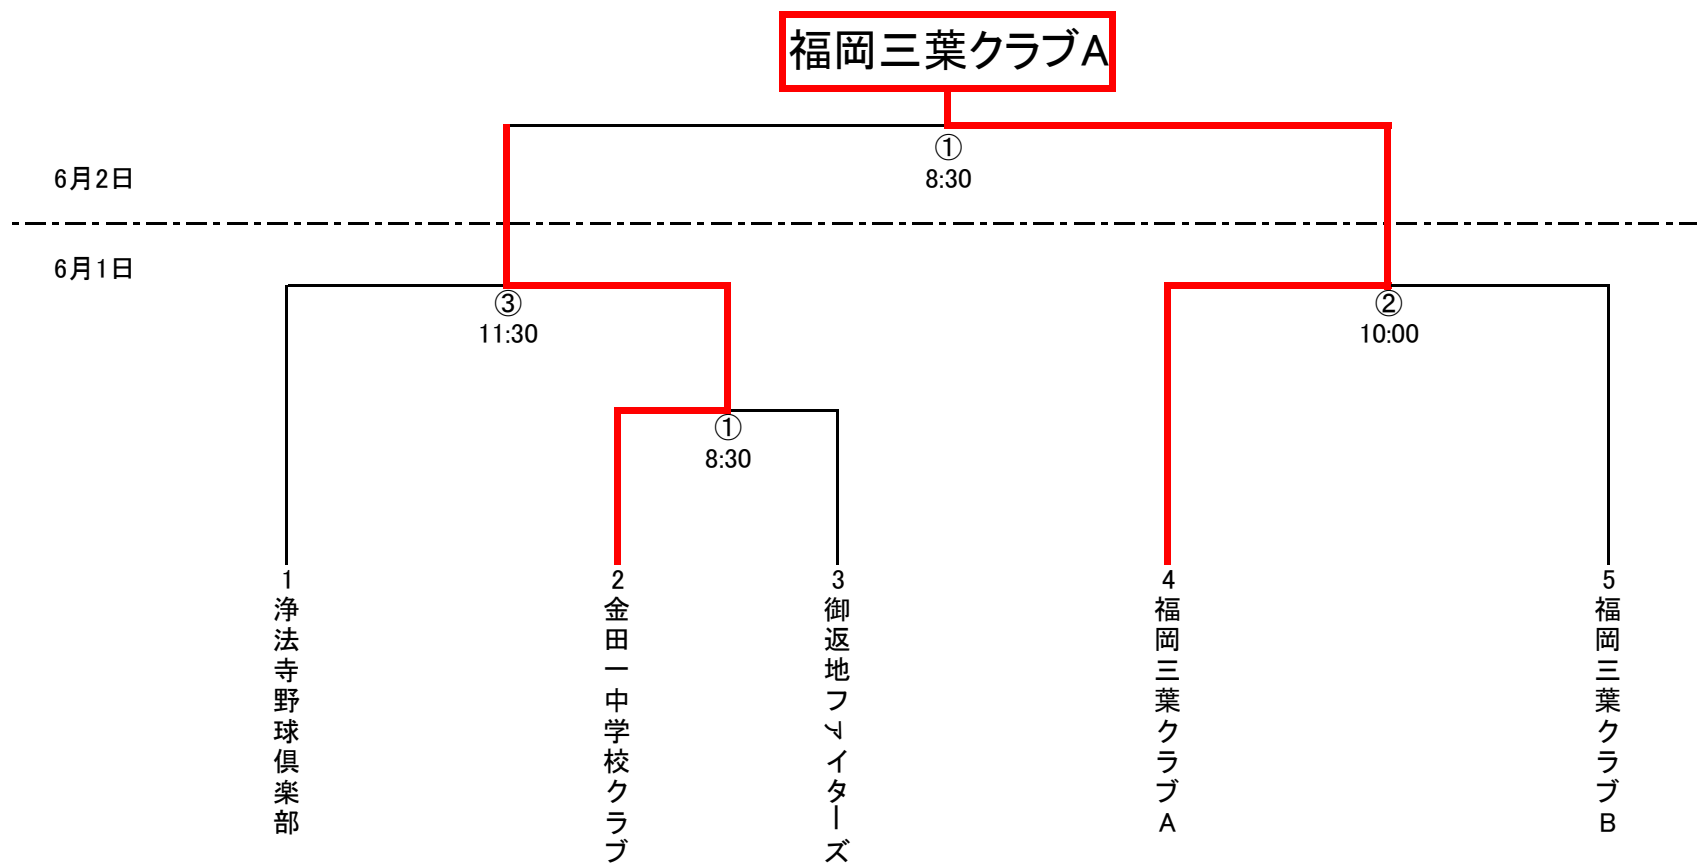 福岡三葉クラブA
①
8:30
6月2日
6月1日
③
11:30
②
10:00
①
8:30
1
浄法寺野球倶楽部
2
金田一中学校クラブ
3
御返地ファイターズ
4
福岡三葉クラブA
5
福岡三葉クラブB